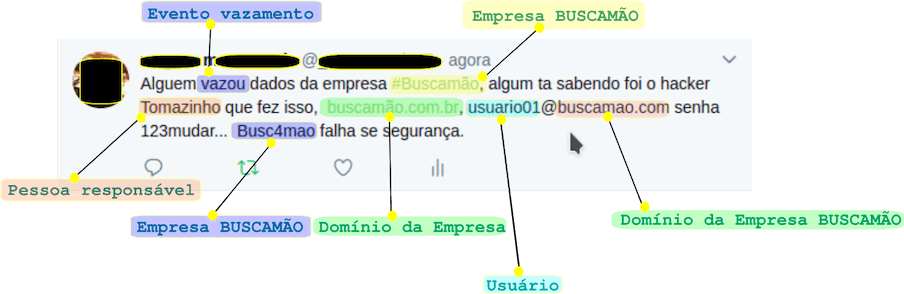 Evento vazamento
Empresa BUSCAMÃO
@ agora
Alguem vazou dados da empresa #Buscamão, algum ta sabendo foi o hacker
Tomazinho que fez isso, buscamão.com.br, usuario01@buscamao.com senha
123mudar... Busc4mao falha se segurança.
Pessoa responsável
Empresa BUSCAMÃO
Domínio da Empresa
Domínio da Empresa BUSCAMÃO
Usuário